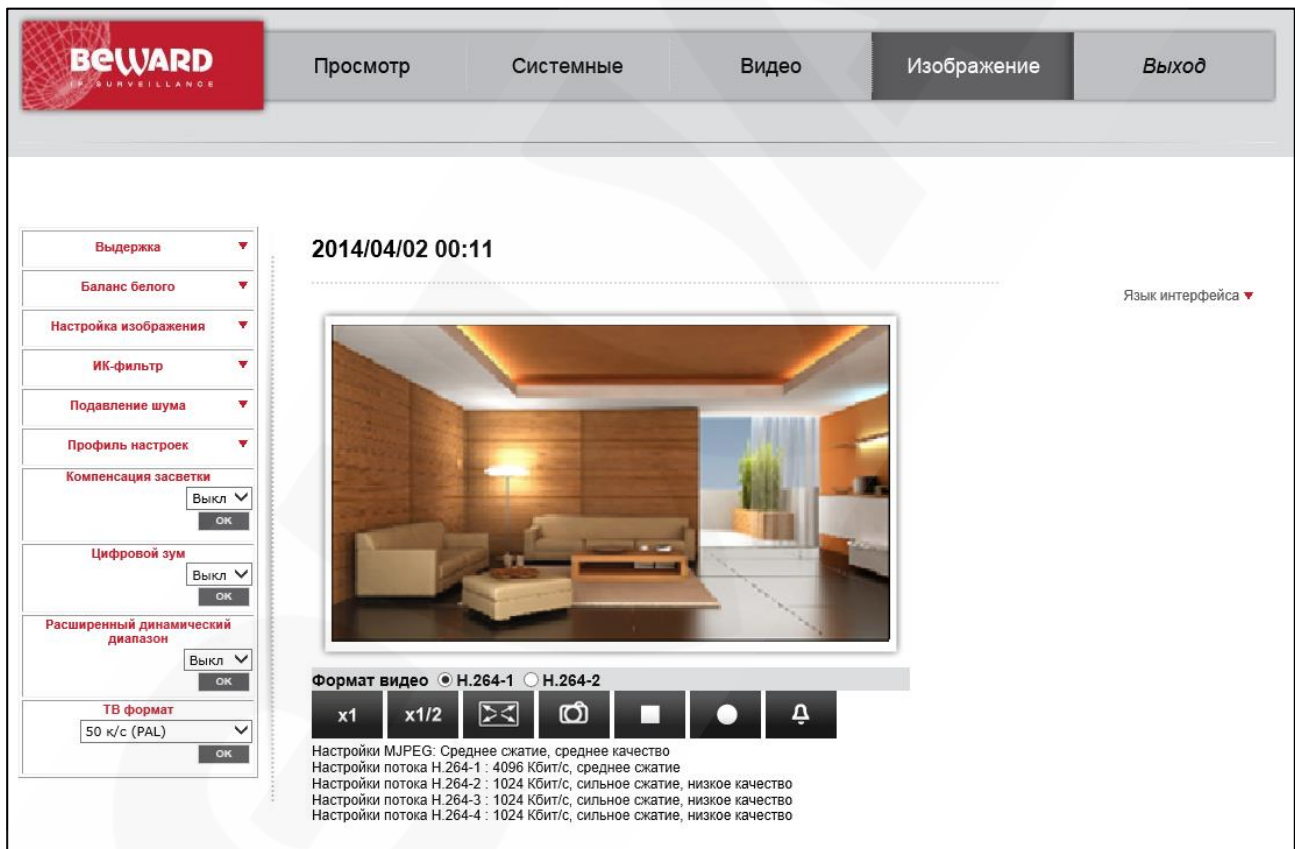 BEWARD
IP SURVEILLANCE
Просмотр
Системные
Видео
Изображение
Выход
Выдержка
Баланс белого
Настройка изображения
ИК-фильтр
Подавление шума
Профиль настроек
Компенсация засветки
Выкл
OK
Цифровой зум
Выкл
OK
Расширенный динамический
диапазон
Выкл
OK
ТВ формат
50 к/с (PAL)
OK
2014/04/02 00:11
Язык интерфейса
Формат видео H.264-1 H.264-2
x1 x1/2
Настройки MJPEG: Среднее сжатие, среднее качество
Настройки потока H.264-1 : 4096 Кбит/с, среднее сжатие
Настройки потока H.264-2 : 1024 Кбит/с, сильное сжатие, низкое качество
Настройки потока H.264-3 : 1024 Кбит/с, сильное сжатие, низкое качество
Настройки потока H.264-4 : 1024 Кбит/с, сильное сжатие, низкое качество